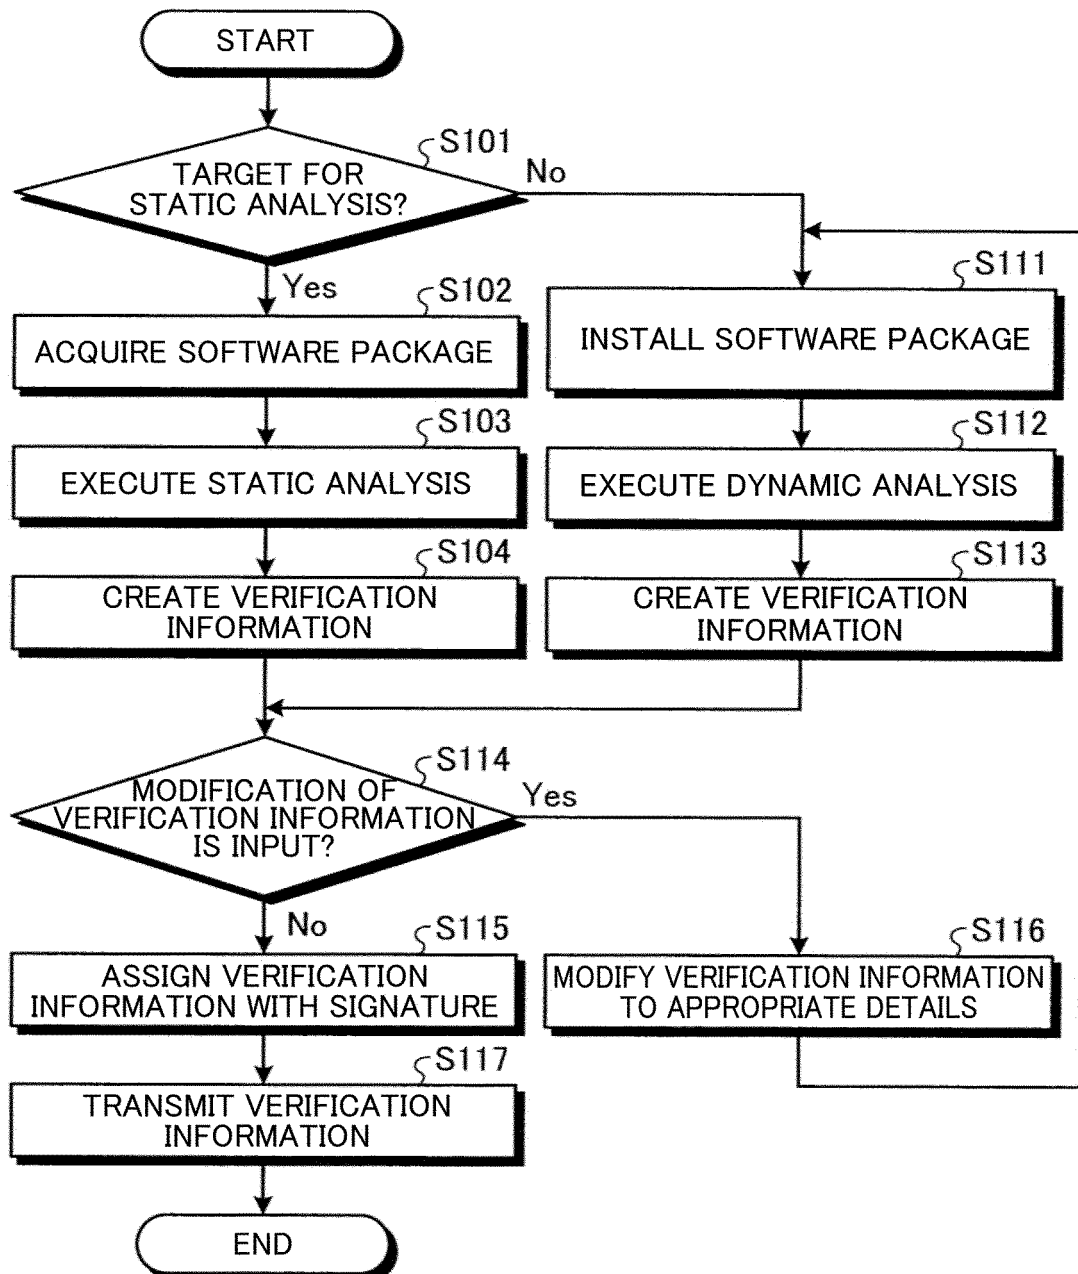 START
S101
TARGET FOR
STATIC ANALYSIS?
No
Yes
S102
ACQUIRE SOFTWARE PACKAGE
S103
EXECUTE STATIC ANALYSIS
S104
CREATE VERIFICATION
INFORMATION
S111
INSTALL SOFTWARE PACKAGE
S112
EXECUTE DYNAMIC ANALYSIS
S113
CREATE VERIFICATION
INFORMATION
S114
MODIFICATION OF
VERIFICATION INFORMATION
IS INPUT?
Yes
No
S115
ASSIGN VERIFICATION
INFORMATION WITH SIGNATURE
S116
MODIFY VERIFICATION INFORMATION
TO APPROPRIATE DETAILS
S117
TRANSMIT VERIFICATION
INFORMATION
END